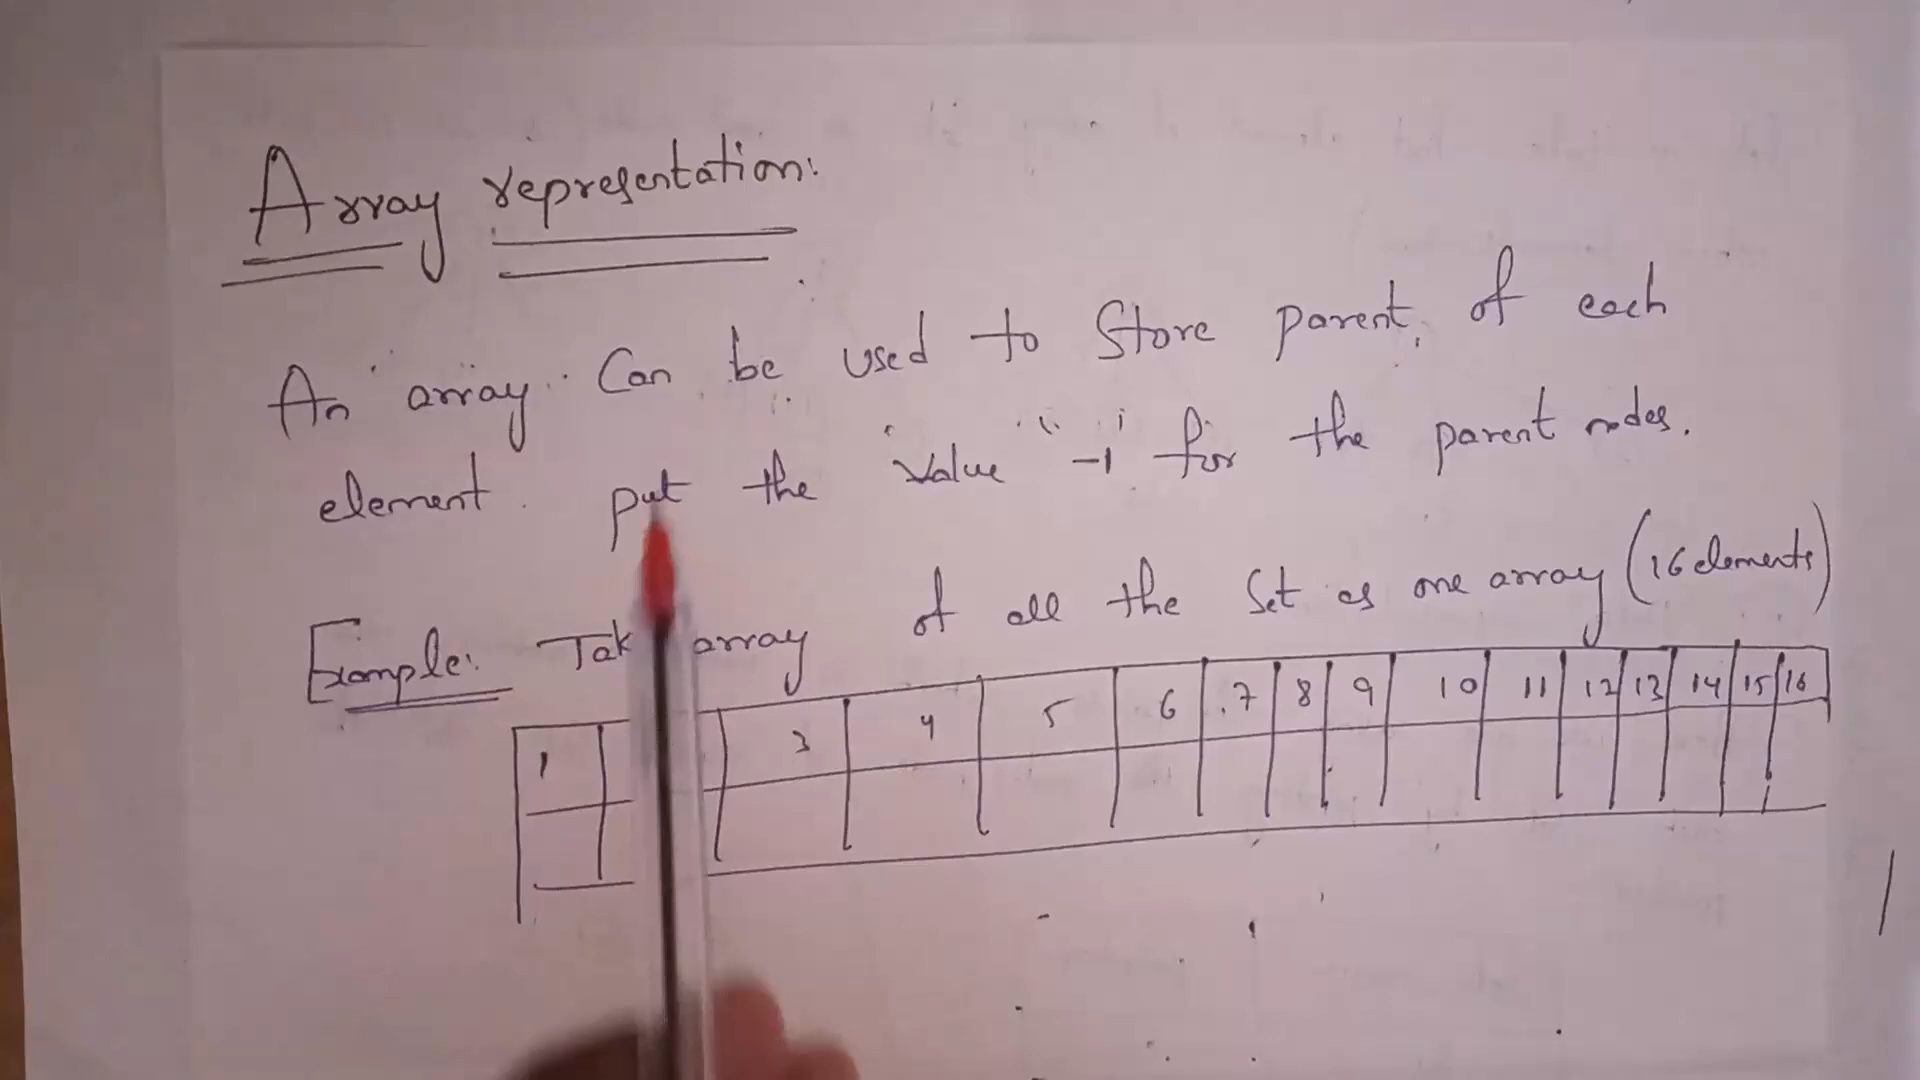 Array representation:
An array can be used to store parent of each
element. put the value "-1" for the parent nodes.
Example: Tak array of all the set as one array (16 elements)
1 3 4 5 6 7 8 9 10 11 12 13 14 15 16